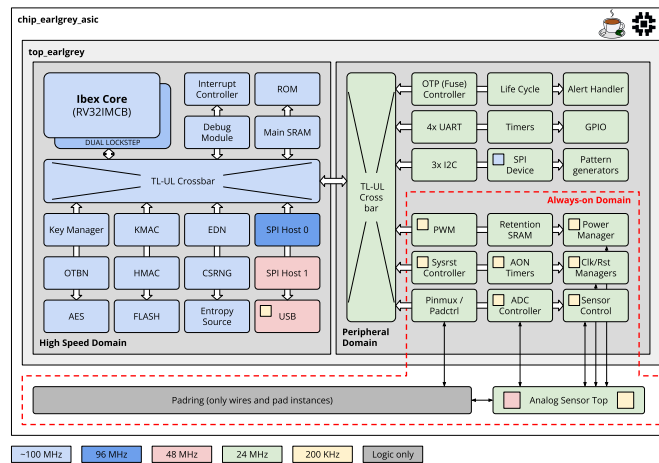 chip_earlgrey_asic
top_earlgrey
Ibex Core
(RV32IMCB)
DUAL LOCKSTEP
Interrupt
Controller
ROM
Debug
Module
Main SRAM
TL-UL Crossbar
Key Manager
KMAC
EDN
SPI Host 0
OTBN
HMAC
CSRNG
SPI Host 1
AES
FLASH
Entropy
Source
USB
High Speed Domain
TL-UL
Cross
bar
OTP (Fuse)
Controller
Life Cycle
Alert Handler
4x UART
Timers
GPIO
3x I2C
SPI
Device
Pattern
generators
Always-on Domain
PWM
Retention
SRAM
Power
Manager
Sysrst
Controller
AON
Timers
Clk/Rst
Managers
Pinmux /
Padctrl
ADC
Controller
Sensor
Control
Peripheral
Domain
Padring (only wires and pad instances)
Analog Sensor Top
~100 MHz
96 MHz
48 MHz
24 MHz
200 KHz
Logic only